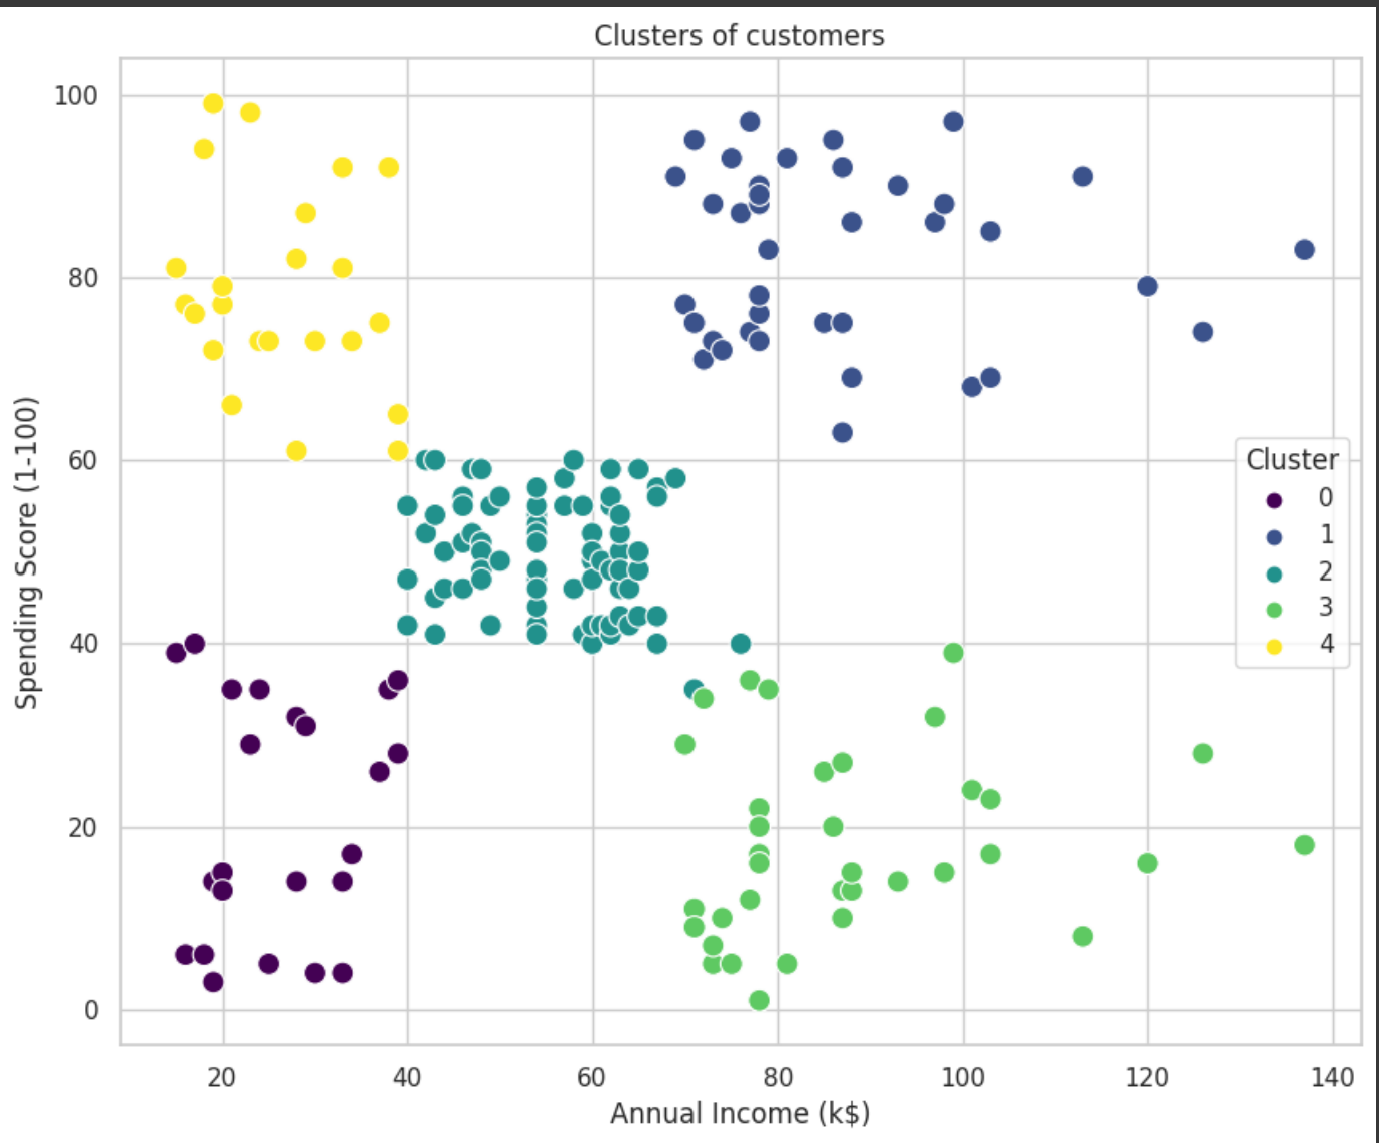 Clusters of customers
100
80
60
40
20
0
Spending Score (1-100)
Cluster
0
1
2
3
4
20 40 60 80 100 120 140
Annual Income (k$)